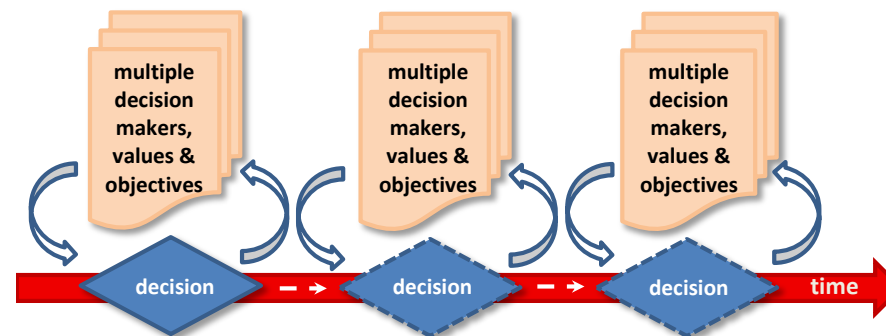 multiple
decision
makers,
values &
objectives
multiple
decision
makers,
values &
objectives
multiple
decision
makers,
values &
objectives
decision
decision
decision
time